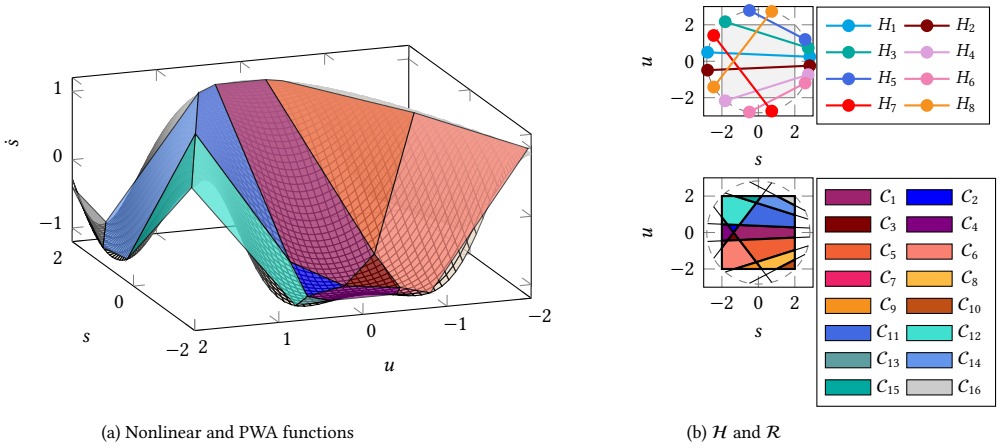 1
0
−1
ṡ
2
0
−2
s
2
1
0
−1
−2
u
2
0
−2
u
−2 0 2
s
H1 H2
H3 H4
H5 H6
H7 H8
2
0
−2
u
−2 0 2
s
C1 C2
C3 C4
C5 C6
C7 C8
C9 C10
C11 C12
C13 C14
C15 C16
(a) Nonlinear and PWA functions
(b) H and R